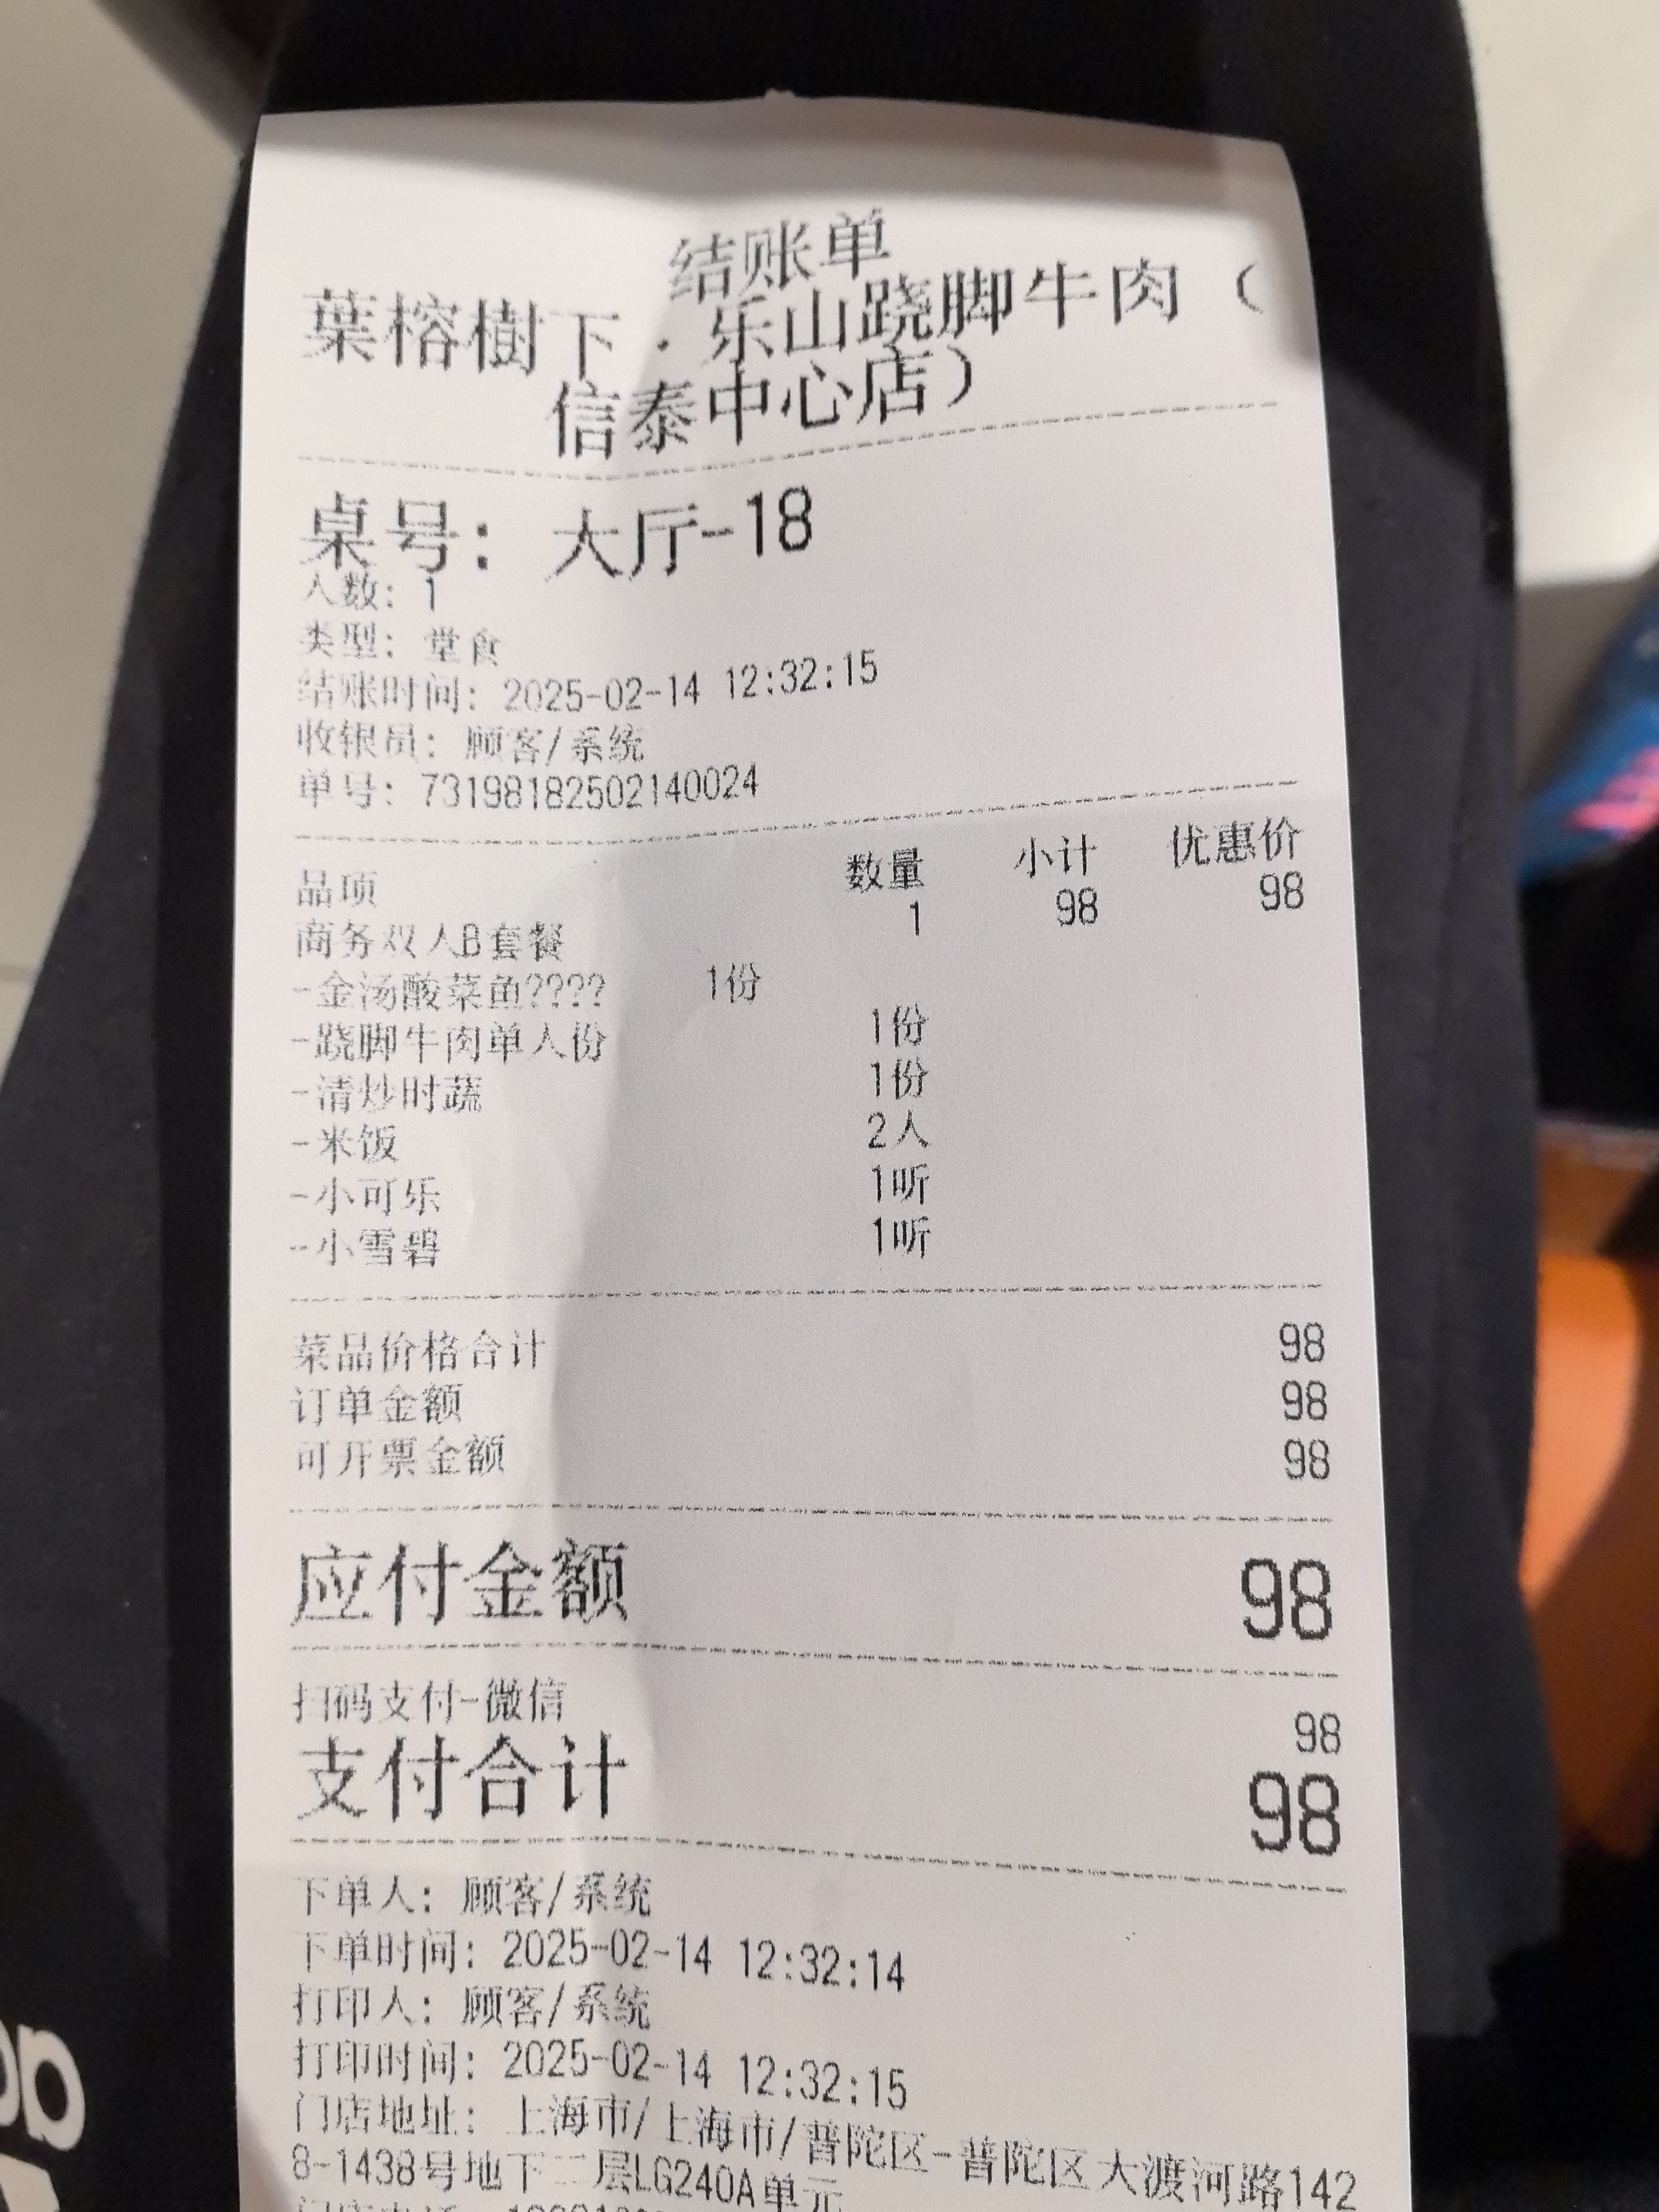 结账单
葉榕樹下·乐山跷脚牛肉（
信泰中心店）
桌号: 大厅-18
人数: 1
类型: 堂食
结账时间: 2025-02-14 12:32:15
收银员: 顾客/系统
单号: 73198182502140024
品项 数量 小计 优惠价
商务双人B套餐 1 98 98
-金汤酸菜鱼???? 1份
-跷脚牛肉单人份 1份
-清炒时蔬 1份
-米饭 2人
-小可乐 1听
-小雪碧 1听
菜品价格合计 98
订单金额 98
可开票金额 98
应付金额 98
扫码支付-微信 98
支付合计 98
下单人: 顾客/系统
下单时间: 2025-02-14 12:32:14
打印人: 顾客/系统
打印时间: 2025-02-14 12:32:15
门店地址: 上海市/上海市/普陀区-普陀区大渡河路142
8-1438号地下二层LG240A单元